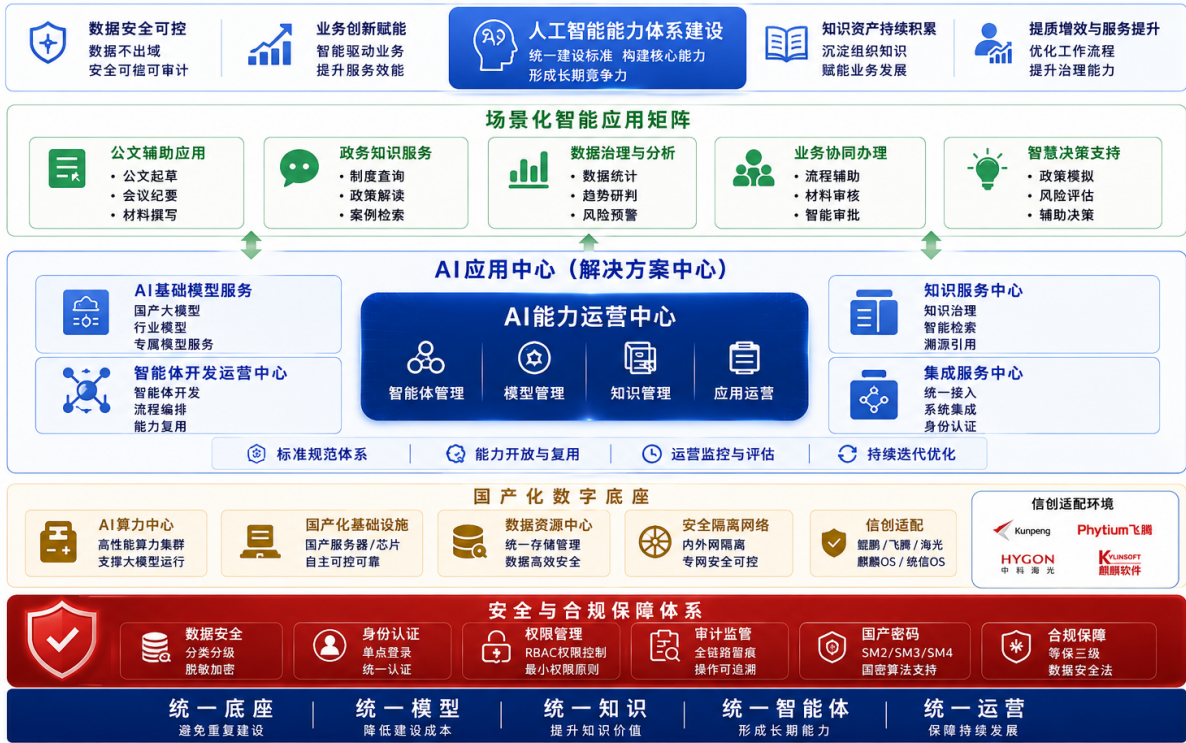 数据安全可控
数据不出域
安全可控可审计
业务创新赋能
智能驱动业务
提升服务效能
人工智能能力体系建设
统一建设标准 构建核心能力
形成长期竞争力
知识资产持续积累
沉淀组织知识
赋能业务发展
提质增效与服务提升
优化工作流程
提升治理能力
场景化智能应用矩阵
公文辅助应用
• 公文起草
• 会议纪要
• 材料撰写
政务知识服务
• 制度查询
• 政策解读
• 案例检索
数据治理与分析
• 数据统计
• 趋势研判
• 风险预警
业务协同办理
• 流程辅助
• 材料审核
• 智能审批
智慧决策支持
• 政策模拟
• 风险评估
• 辅助决策
AI应用中心（解决方案中心）
AI基础模型服务
国产大模型
行业模型
专属模型服务
智能体开发运营中心
智能体开发
流程编排
能力复用
AI能力运营中心
智能体管理
模型管理
知识管理
应用运营
知识服务中心
知识治理
智能检索
溯源引用
集成服务中心
统一接入
系统集成
身份认证
标准规范体系
能力开放与复用
运营监控与评估
持续迭代优化
国产化数字底座
AI算力中心
高性能算力集群
支撑大模型运行
国产化基础设施
国产服务器/芯片
自主可控可靠
数据资源中心
统一存储管理
数据高效安全
安全隔离网络
内外网隔离
专网安全可控
信创适配
鲲鹏/飞腾/海光
麒麟OS/统信OS
信创适配环境
Kunpeng
Phytium飞腾
HYGON
中科海光
KYLINSOFT
麒麟软件
安全与合规保障体系
数据安全
分类分级
脱敏加密
身份认证
单点登录
统一认证
权限管理
RBAC权限控制
最小权限原则
审计监管
全链路留痕
操作可追溯
国产密码
SM2/SM3/SM4
国密算法支持
合规保障
等保三级
数据安全法
统一底座
避免重复建设
统一模型
降低建设成本
统一知识
提升知识价值
统一智能体
形成长期能力
统一运营
保障持续发展